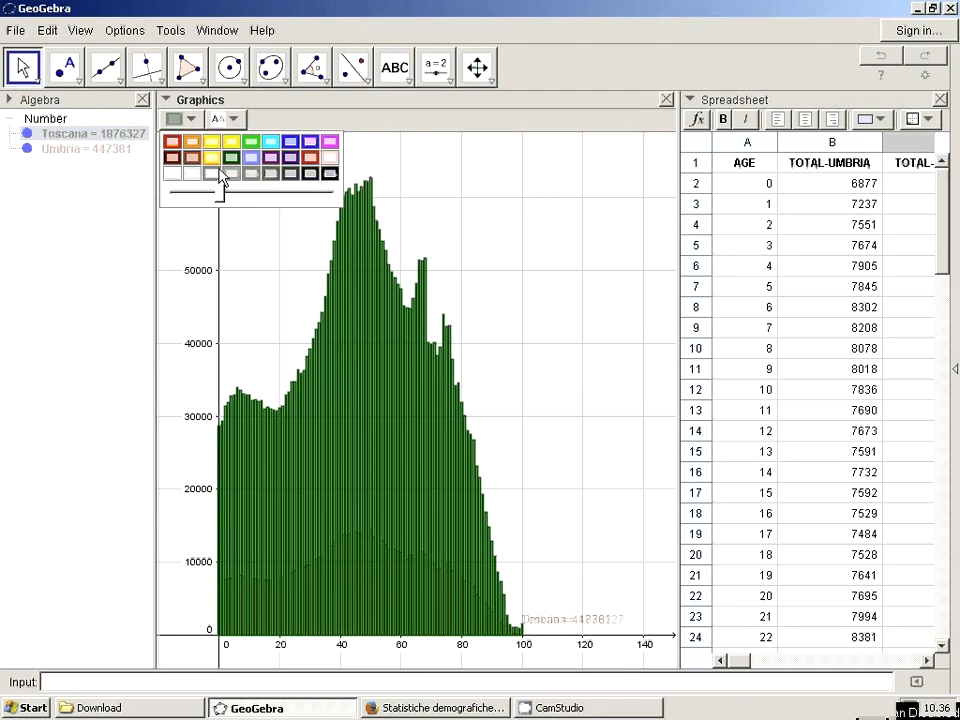 GeoGebra
File Edit View Options Tools Window Help
Sign in...
A
ABC
a = 2
Algebra
Graphics
Spreadsheet
Number
Toscana = 1876327
Umbria = 447381
B I
A B
1 AGE TOTAL-UMBRIA TOTAL-
2 0 6877
3 1 7237
4 2 7551
5 3 7674
6 4 7905
7 5 7845
8 6 8302
9 7 8208
10 8 8078
11 9 8018
12 10 7836
13 11 7690
14 12 7673
15 13 7591
16 14 7732
17 15 7592
18 16 7529
19 17 7484
20 18 7528
21 19 7641
22 20 7695
23 21 7994
24 22 8381
50000
40000
30000
20000
10000
0
0 20 40 60 80 100 120 140
Input:
Start Download GeoGebra Statistiche demografiche... CamStudio 10.36